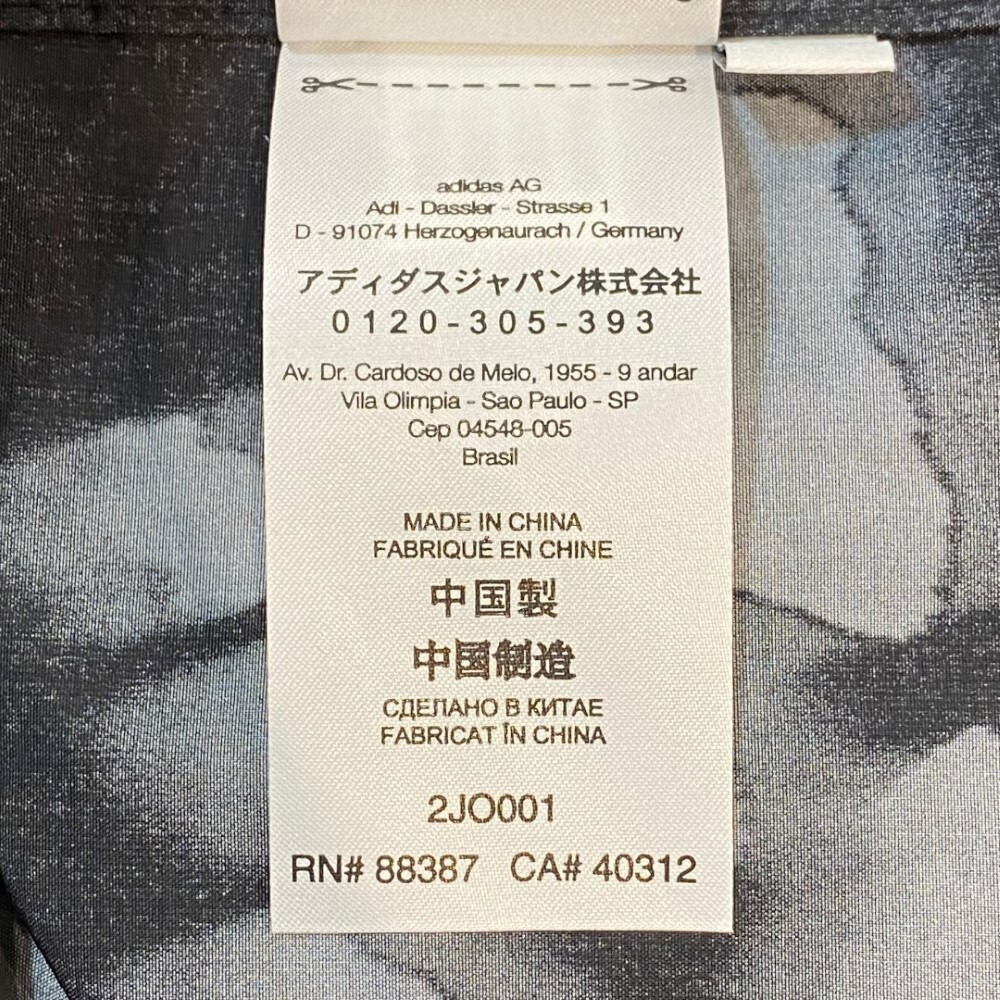 adidas AG
Adi - Dassler - Strasse 1
D - 91074 Herzogenaurach / Germany
アディダスジャパン株式会社
0120-305-393
Av. Dr. Cardoso de Melo, 1955 - 9 andar
Vila Olimpia - Sao Paulo - SP
Cep 04548-005
Brasil
MADE IN CHINA
FABRIQUÉ EN CHINE
中国製
中国制造
СДЕЛАНО В КИТАЕ
FABRICAT ÎN CHINA
2JO001
RN# 88387 CA# 40312